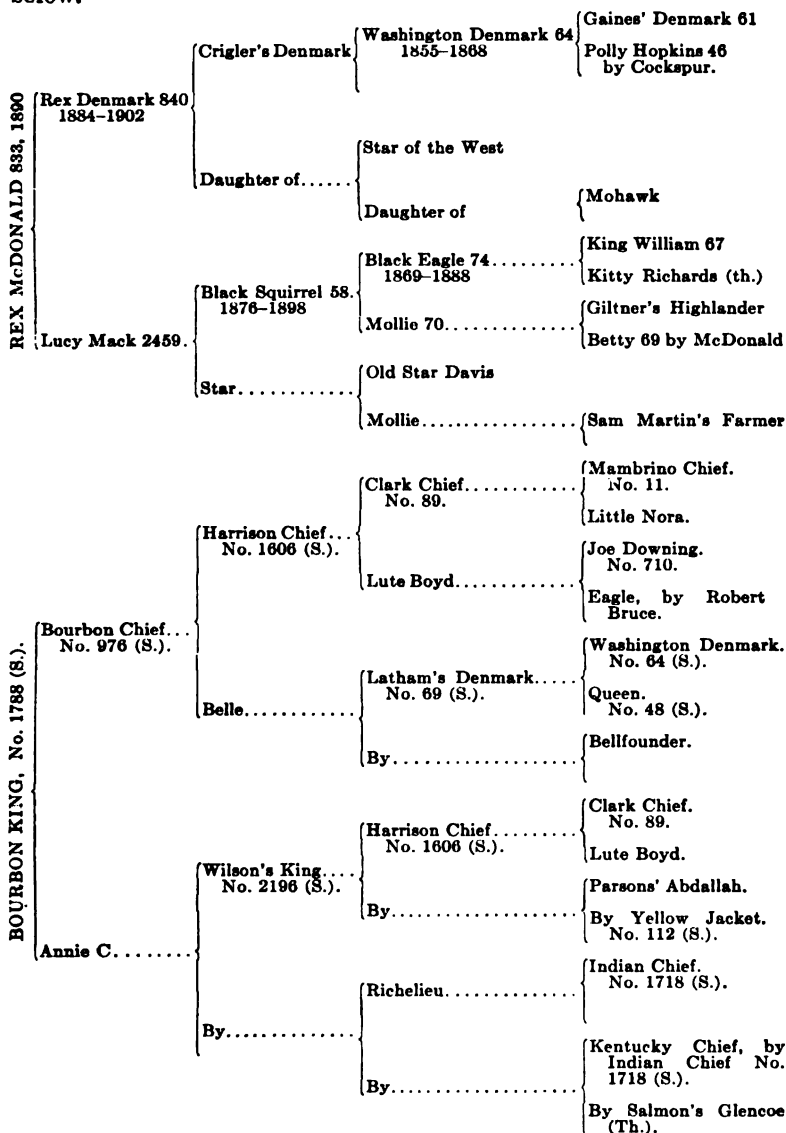 below.
REX McDONALD 833, 1890
Rex Denmark 840
1884–1902
Crigler's Denmark
Washington Denmark 64
1855–1868
Gaines' Denmark 61
Polly Hopkins 46
by Cockspur.
Daughter of......
Star of the West
Daughter of
Mohawk
Lucy Mack 2459.
Black Squirrel 58.
1876–1898
Black Eagle 74.........
1869–1888
King William 67
Kitty Richards (th.)
Mollie 70..............
Giltner's Highlander
Betty 69 by McDonald
Star............
Old Star Davis
Mollie................
Sam Martin's Farmer
BOURBON KING, No. 1788 (S.).
Bourbon Chief...
No. 976 (S.).
Harrison Chief...
No. 1606 (S.).
Clark Chief...........
No. 89.
Mambrino Chief.
No. 11.
Little Nora.
Lute Boyd...........
Joe Downing.
No. 710.
Eagle, by Robert
Bruce.
Belle.............
Latham's Denmark.....
No. 69 (S.).
Washington Denmark.
No. 64 (S.).
Queen.
No. 48 (S.).
By....................
Bellfounder.
Annie C........
Wilson's King....
No. 2196 (S.).
Harrison Chief........
No. 1606 (S.).
Clark Chief.
No. 89.
Lute Boyd.
By....................
Parsons' Abdallah.
By Yellow Jacket.
No. 112 (S.).
By...............
Richelieu..............
Indian Chief.
No. 1718 (S.).
By....................
Kentucky Chief, by
Indian Chief No.
1718 (S.).
By Salmon's Glencoe
(Th.).